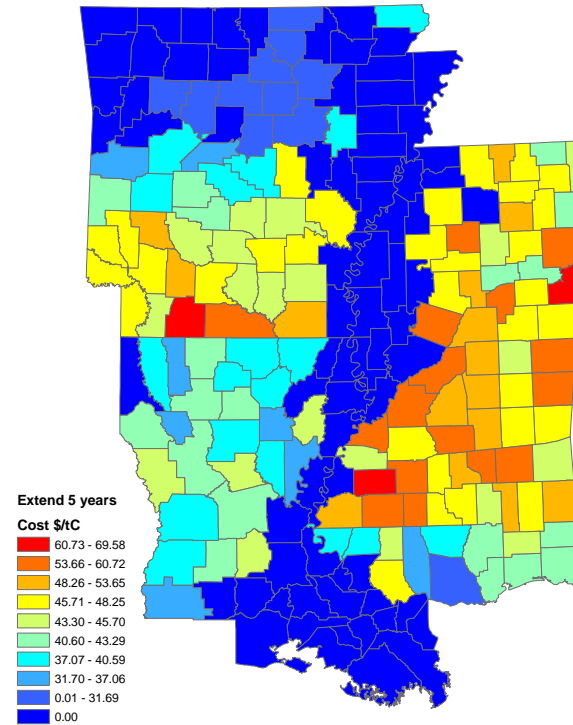 Extend 5 years
Cost $/tC
60.73 - 69.58
53.66 - 60.72
48.26 - 53.65
45.71 - 48.25
43.30 - 45.70
40.60 - 43.29
37.07 - 40.59
31.70 - 37.06
0.01 - 31.69
0.00